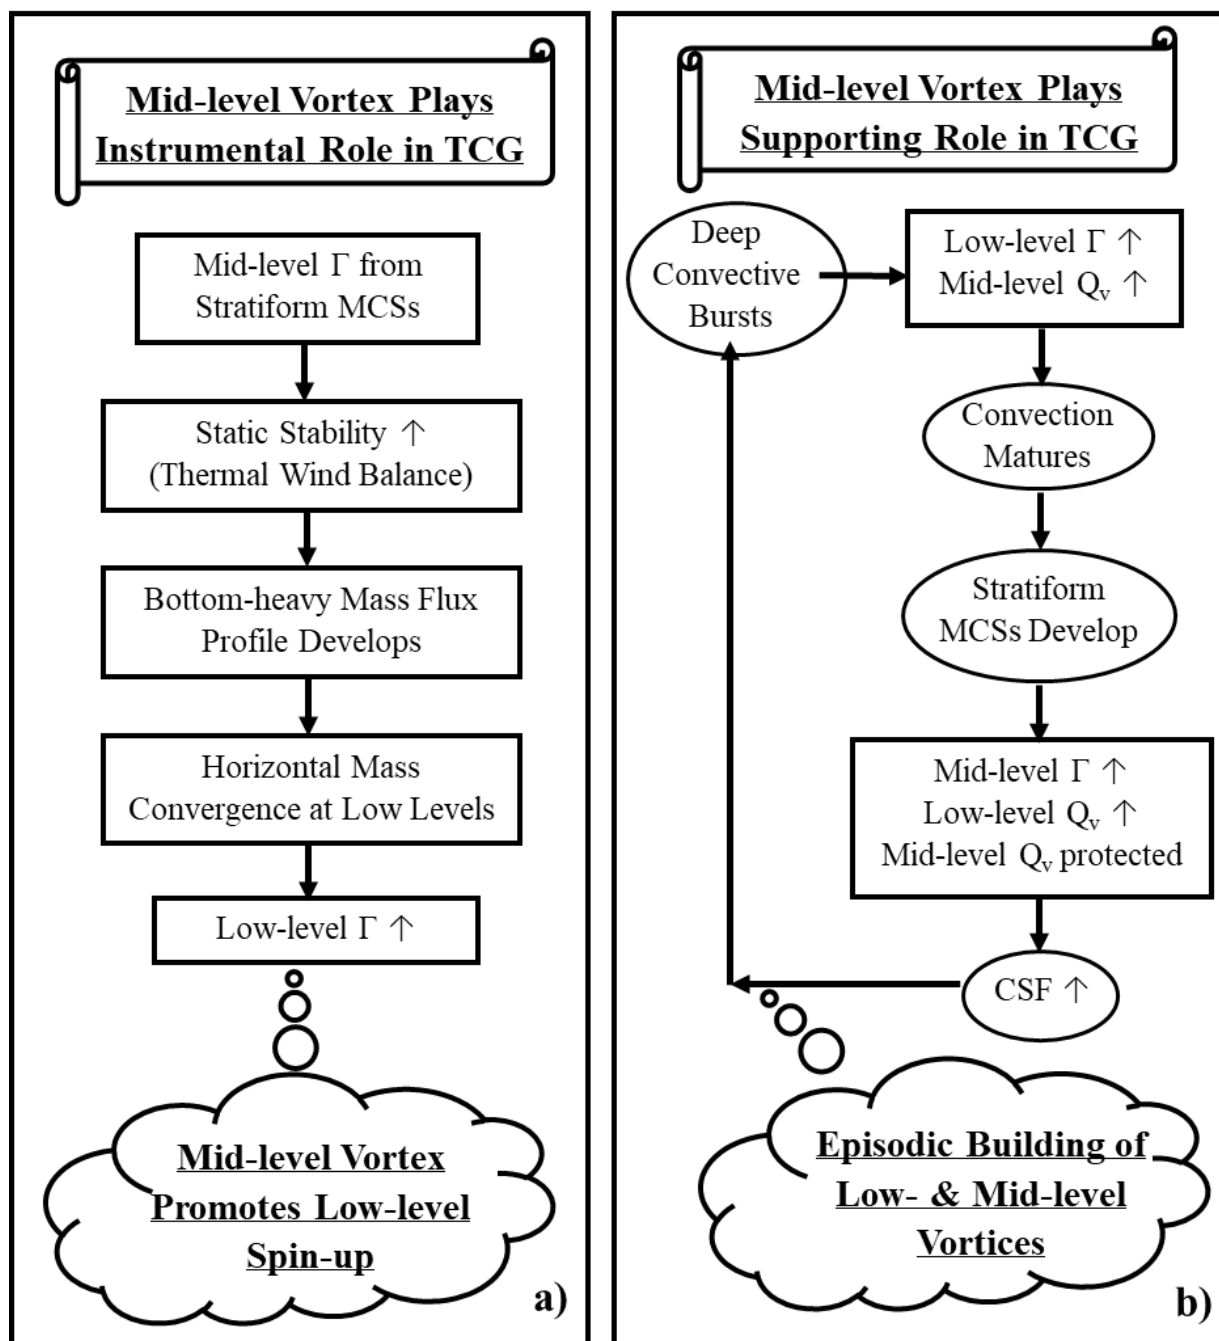 Mid-level Vortex Plays
Instrumental Role in TCG
Mid-level Γ from
Stratiform MCSs
Static Stability ↑
(Thermal Wind Balance)
Bottom-heavy Mass Flux
Profile Develops
Horizontal Mass
Convergence at Low Levels
Low-level Γ ↑
Mid-level Vortex
Promotes Low-level
Spin-up
a)
Mid-level Vortex Plays
Supporting Role in TCG
Deep
Convective
Bursts
Low-level Γ ↑
Mid-level Qv ↑
Convection
Matures
Stratiform
MCSs Develop
Mid-level Γ ↑
Low-level Qv ↑
Mid-level Qv protected
CSF ↑
Episodic Building of
Low- & Mid-level
Vortices
b)